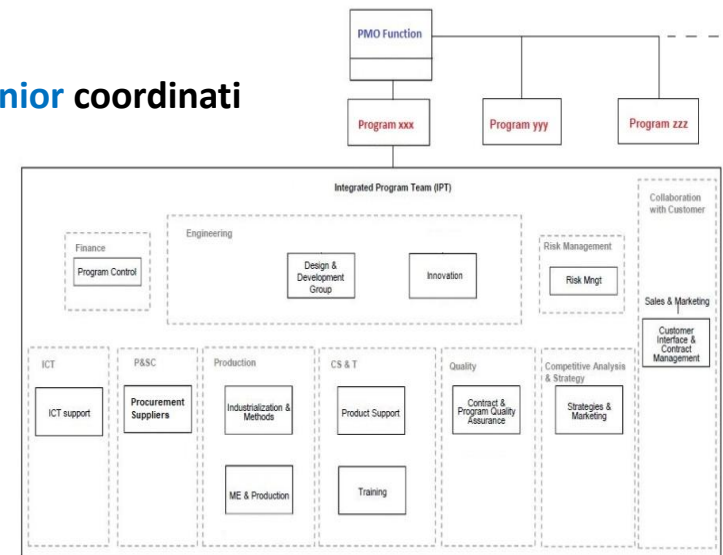 PMO Function
nior coordinati
Program xxx
Program yyy
Program zzz
Integrated Program Team (IPT)
Collaboration
with Customer
Engineering
Finance
Program Control
Design &
Development
Group
Innovation
Risk Management
Risk Mngt
Sales & Marketing
Customer
Interface &
Contract
Management
ICT
ICT support
P&SC
Procurement
Suppliers
Production
Industrialization &
Methods
ME & Production
CS & T
Product Support
Training
Quality
Contract &
Program Quality
Assurance
Competitive Analysis
& Strategy
Strategies &
Marketing